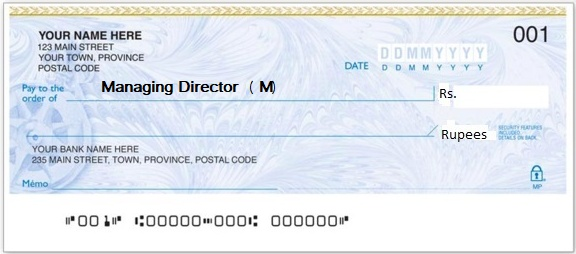 YOUR NAME HERE
123 MAIN STREET
YOUR TOWN, PROVINCE
POSTAL CODE
001
DATE DDMMYYYY
D D M M Y Y Y Y
Pay to the order of Managing Director ( M) Rs.
Rupees
SECURITY FEATURES INCLUDED. DETAILS ON BACK.
YOUR BANK NAME HERE
235 MAIN STREET, TOWN, PROVINCE, POSTAL CODE
Mémo
MP
⑈001⑈ ⑆00000⑉000⑆ 000000⑈